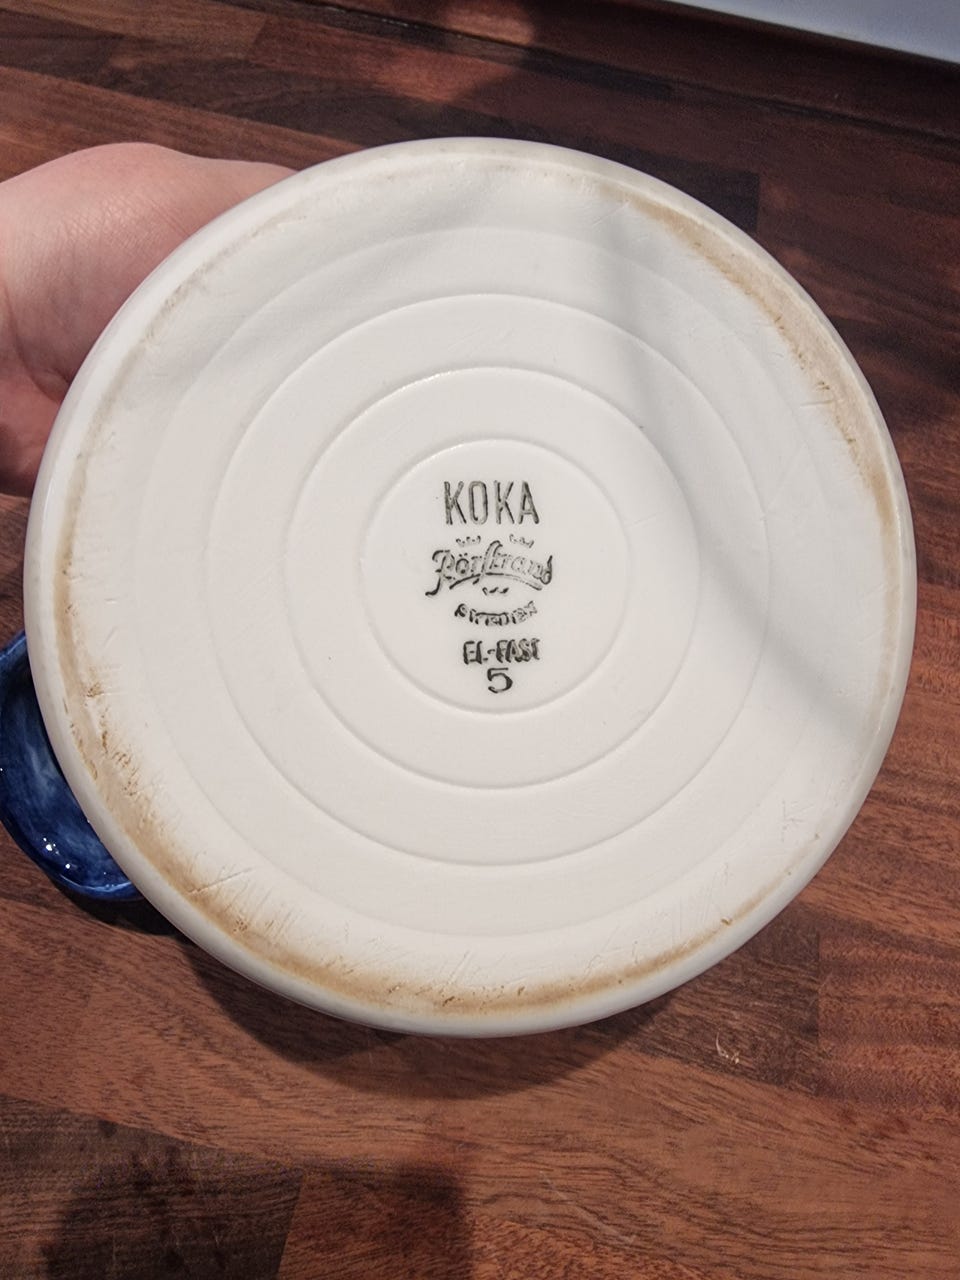 KOKA
Rörstrand
SWEDEN
EL-FAST
5